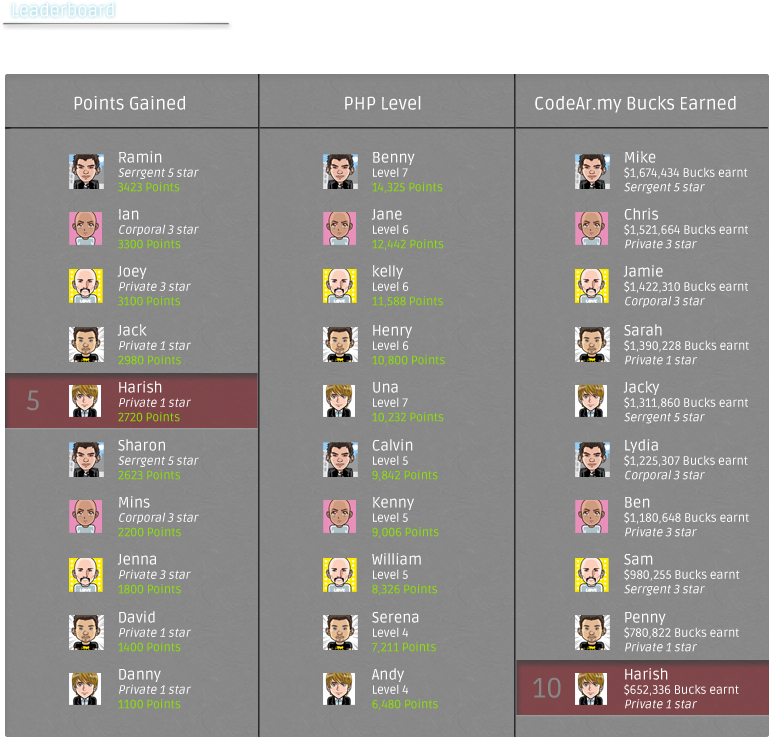 Leaderboard
Points Gained
Ramin
Serrgent 5 star
3423 Points
Ian
Corporal 3 star
3300 Points
Joey
Private 3 star
3100 Points
Jack
Private 1 star
2980 Points
5
Harish
Private 1 star
2720 Points
Sharon
Serrgent 5 star
2623 Points
Mins
Corporal 3 star
2200 Points
Jenna
Private 3 star
1800 Points
David
Private 1 star
1400 Points
Danny
Private 1 star
1100 Points
PHP Level
Benny
Level 7
14,325 Points
Jane
Level 6
12,442 Points
kelly
Level 6
11,588 Points
Henry
Level 6
10,800 Points
Una
Level 7
10,232 Points
Calvin
Level 5
9,842 Points
Kenny
Level 5
9,006 Points
William
Level 5
8,326 Points
Serena
Level 4
7,211 Points
Andy
Level 4
6,480 Points
CodeAr.my Bucks Earned
Mike
$1,674,434 Bucks earnt
Serrgent 5 star
Chris
$1,521,664 Bucks earnt
Private 3 star
Jamie
$1,422,310 Bucks earnt
Corporal 3 star
Sarah
$1,390,228 Bucks earnt
Private 1 star
Jacky
$1,311,860 Bucks earnt
Serrgent 5 star
Lydia
$1,225,307 Bucks earnt
Corporal 3 star
Ben
$1,180,648 Bucks earnt
Private 3 star
Sam
$980,255 Bucks earnt
Serrgent 3 star
Penny
$780,822 Bucks earnt
Private 1 star
10
Harish
$652,336 Bucks earnt
Private 1 star